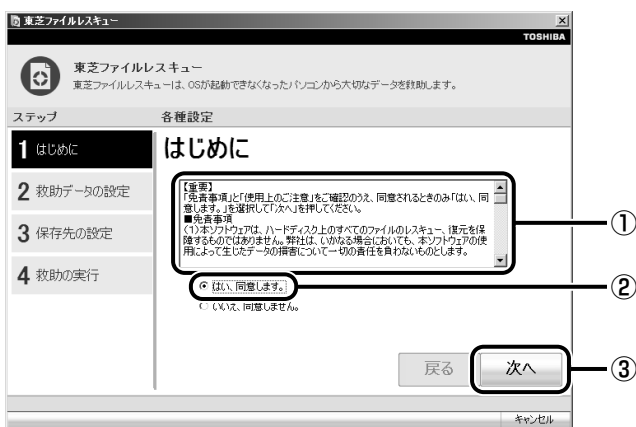 東芝ファイルレスキュー
TOSHIBA
東芝ファイルレスキュー
東芝ファイルレスキューは、OSが起動できなくなったパソコンから大切なデータを救助します。
ステップ
各種設定
1 はじめに
2 救助データの設定
3 保存先の設定
4 救助の実行
はじめに
【重要】
「免責事項」と「使用上のご注意」をご確認のうえ、同意されるときのみ「はい、同
意します。」を選択して「次へ」を押してください。
■免責事項
(1)本ソフトウェアは、ハードディスク上のすべてのファイルのレスキュー、復元を保
障するものではありません。弊社は、いかなる場合においても、本ソフトウェアの使
用によって生じたデータの損害について一切の責任を負わないものとします。
①
はい、同意します。
②
いいえ、同意しません。
戻る
次へ
③
キャンセル